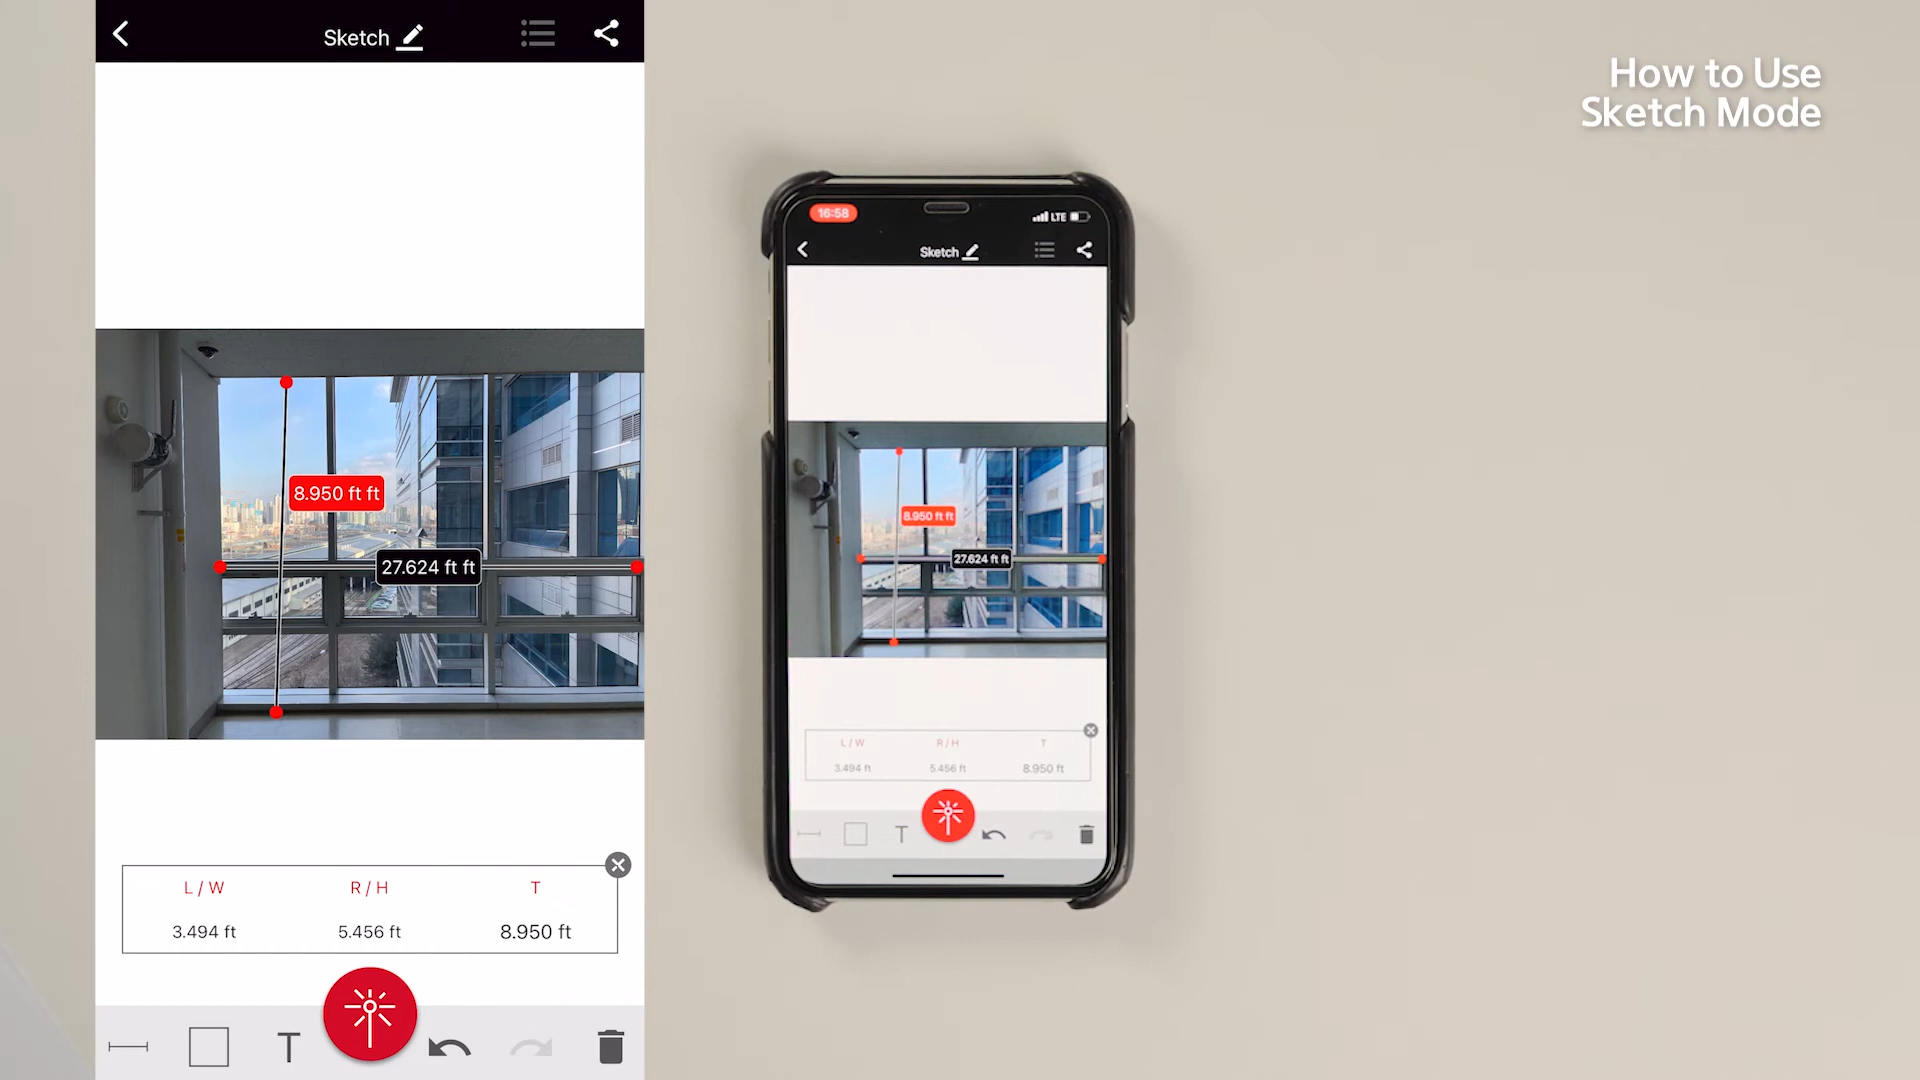 Sketch
8.950 ft ft
27.624 ft ft
L / W
R / H
T
3.494 ft
5.456 ft
8.950 ft
T
16:58
LTE
Sketch
8.950 ft ft
27.624 ft ft
L / W
R / H
T
3.494 ft
5.456 ft
8.950 ft
T
How to Use
Sketch Mode